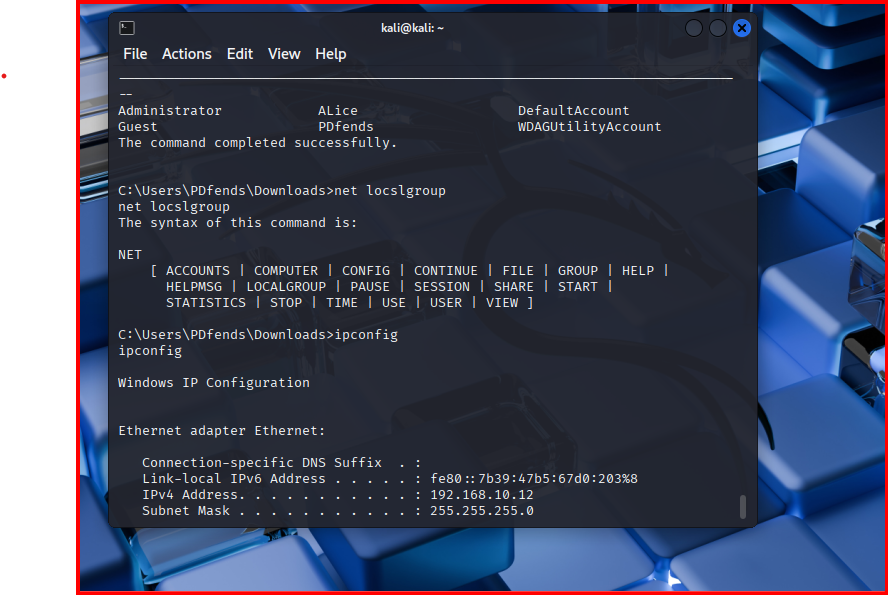 kali@kali: ~
File Actions Edit View Help
--
Administrator ALice DefaultAccount
Guest PDfends WDAGUtilityAccount
The command completed successfully.
C:\Users\PDfends\Downloads>net locslgroup
net locslgroup
The syntax of this command is:
NET
[ ACCOUNTS | COMPUTER | CONFIG | CONTINUE | FILE | GROUP | HELP |
HELPMSG | LOCALGROUP | PAUSE | SESSION | SHARE | START |
STATISTICS | STOP | TIME | USE | USER | VIEW ]
C:\Users\PDfends\Downloads>ipconfig
ipconfig
Windows IP Configuration
Ethernet adapter Ethernet:
Connection-specific DNS Suffix . :
Link-local IPv6 Address . . . . . : fe80::7b39:47b5:67d0:203%8
IPv4 Address. . . . . . . . . . . : 192.168.10.12
Subnet Mask . . . . . . . . . . . : 255.255.255.0